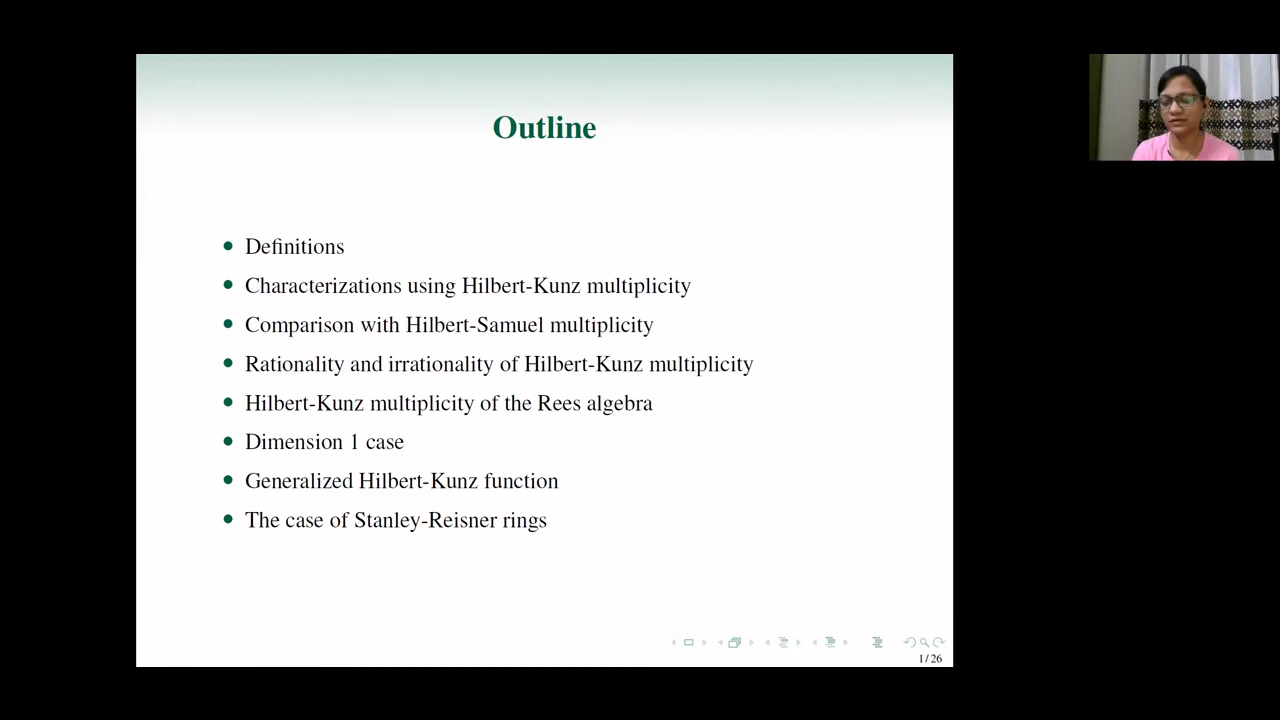 Outline
• Definitions
• Characterizations using Hilbert-Kunz multiplicity
• Comparison with Hilbert-Samuel multiplicity
• Rationality and irrationality of Hilbert-Kunz multiplicity
• Hilbert-Kunz multiplicity of the Rees algebra
• Dimension 1 case
• Generalized Hilbert-Kunz function
• The case of Stanley-Reisner rings
1 / 26